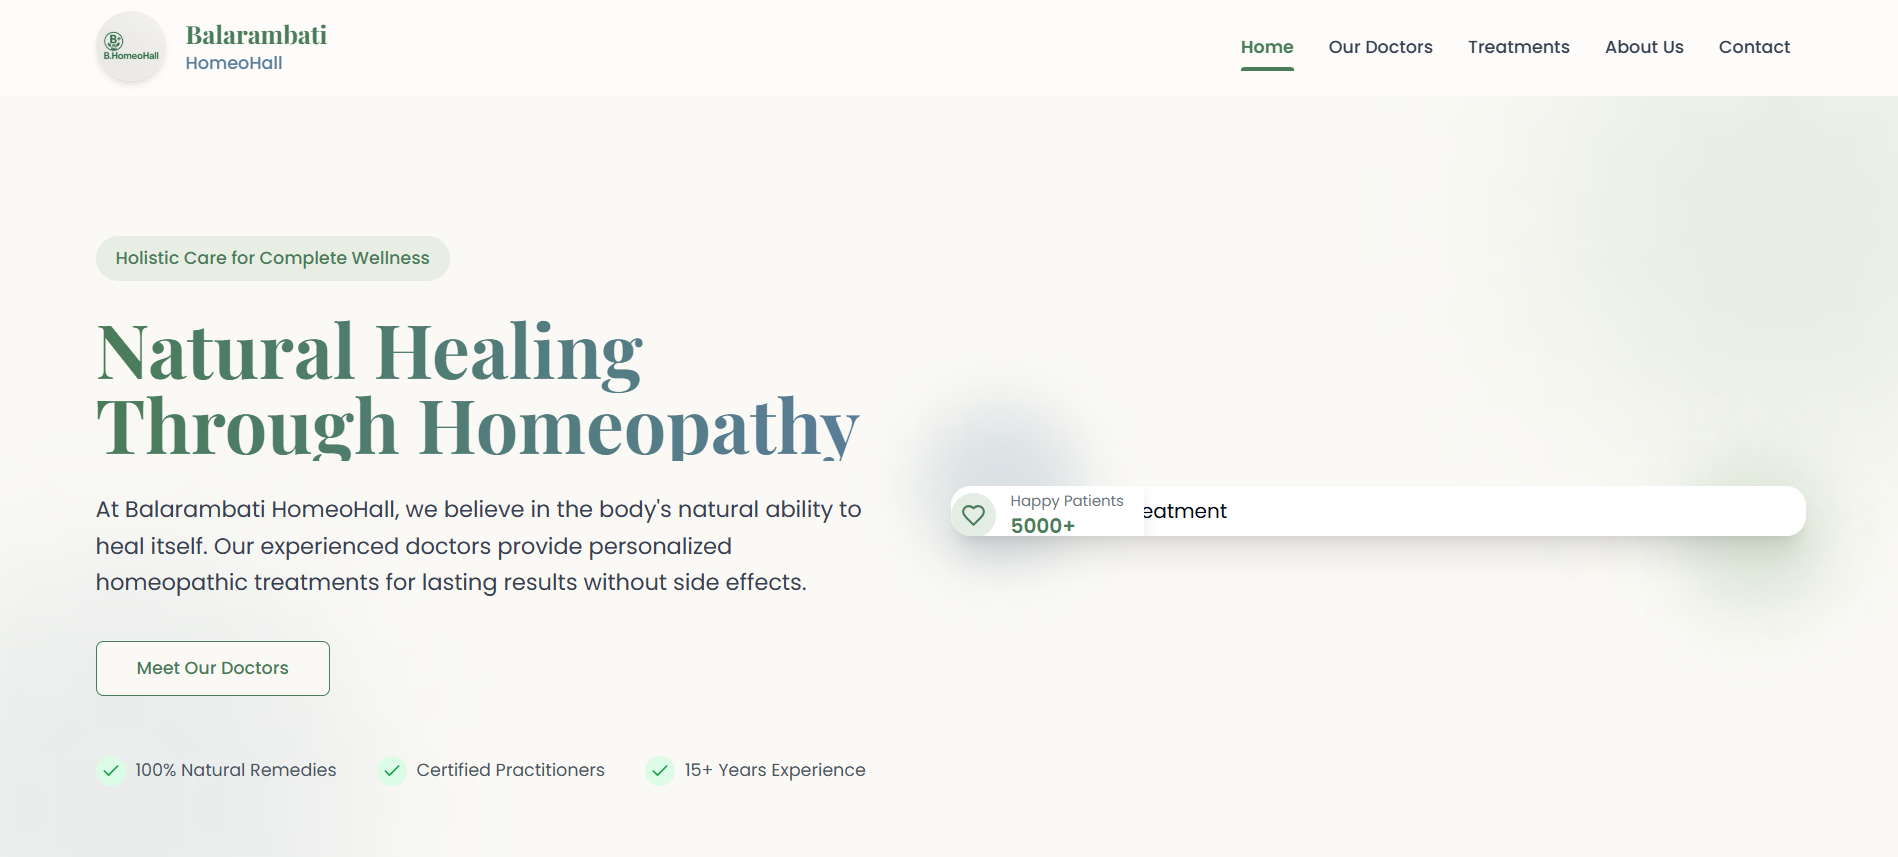 B.HomeoHall
Balarambati
HomeoHall
Home
Our Doctors
Treatments
About Us
Contact
Holistic Care for Complete Wellness
Natural Healing
Through Homeopathy
At Balarambati HomeoHall, we believe in the body's natural ability to
heal itself. Our experienced doctors provide personalized
homeopathic treatments for lasting results without side effects.
Meet Our Doctors
100% Natural Remedies
Certified Practitioners
15+ Years Experience
Happy Patients
5000+
eatment